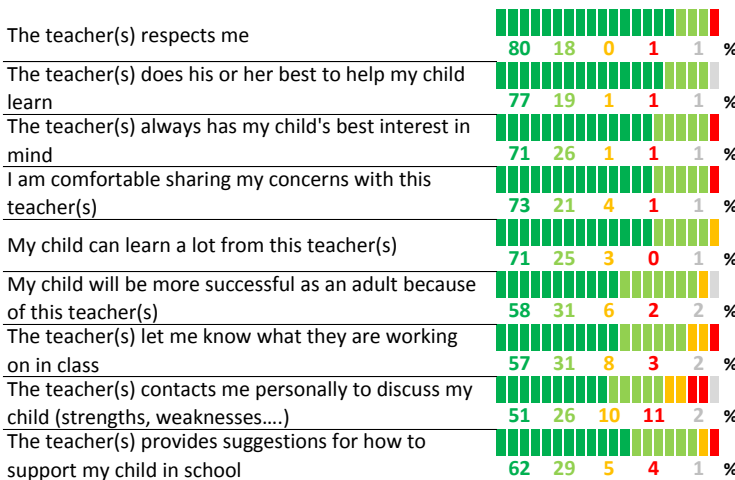 The teacher(s) respects me
80 18 0 1 1 %
The teacher(s) does his or her best to help my child
learn
77 19 1 1 1 %
The teacher(s) always has my child's best interest in
mind
71 26 1 1 1 %
I am comfortable sharing my concerns with this
teacher(s)
73 21 4 1 1 %
My child can learn a lot from this teacher(s)
71 25 3 0 1 %
My child will be more successful as an adult because
of this teacher(s)
58 31 6 2 2 %
The teacher(s) let me know what they are working
on in class
57 31 8 3 2 %
The teacher(s) contacts me personally to discuss my
child (strengths, weaknesses....)
51 26 10 11 2 %
The teacher(s) provides suggestions for how to
support my child in school
62 29 5 4 1 %